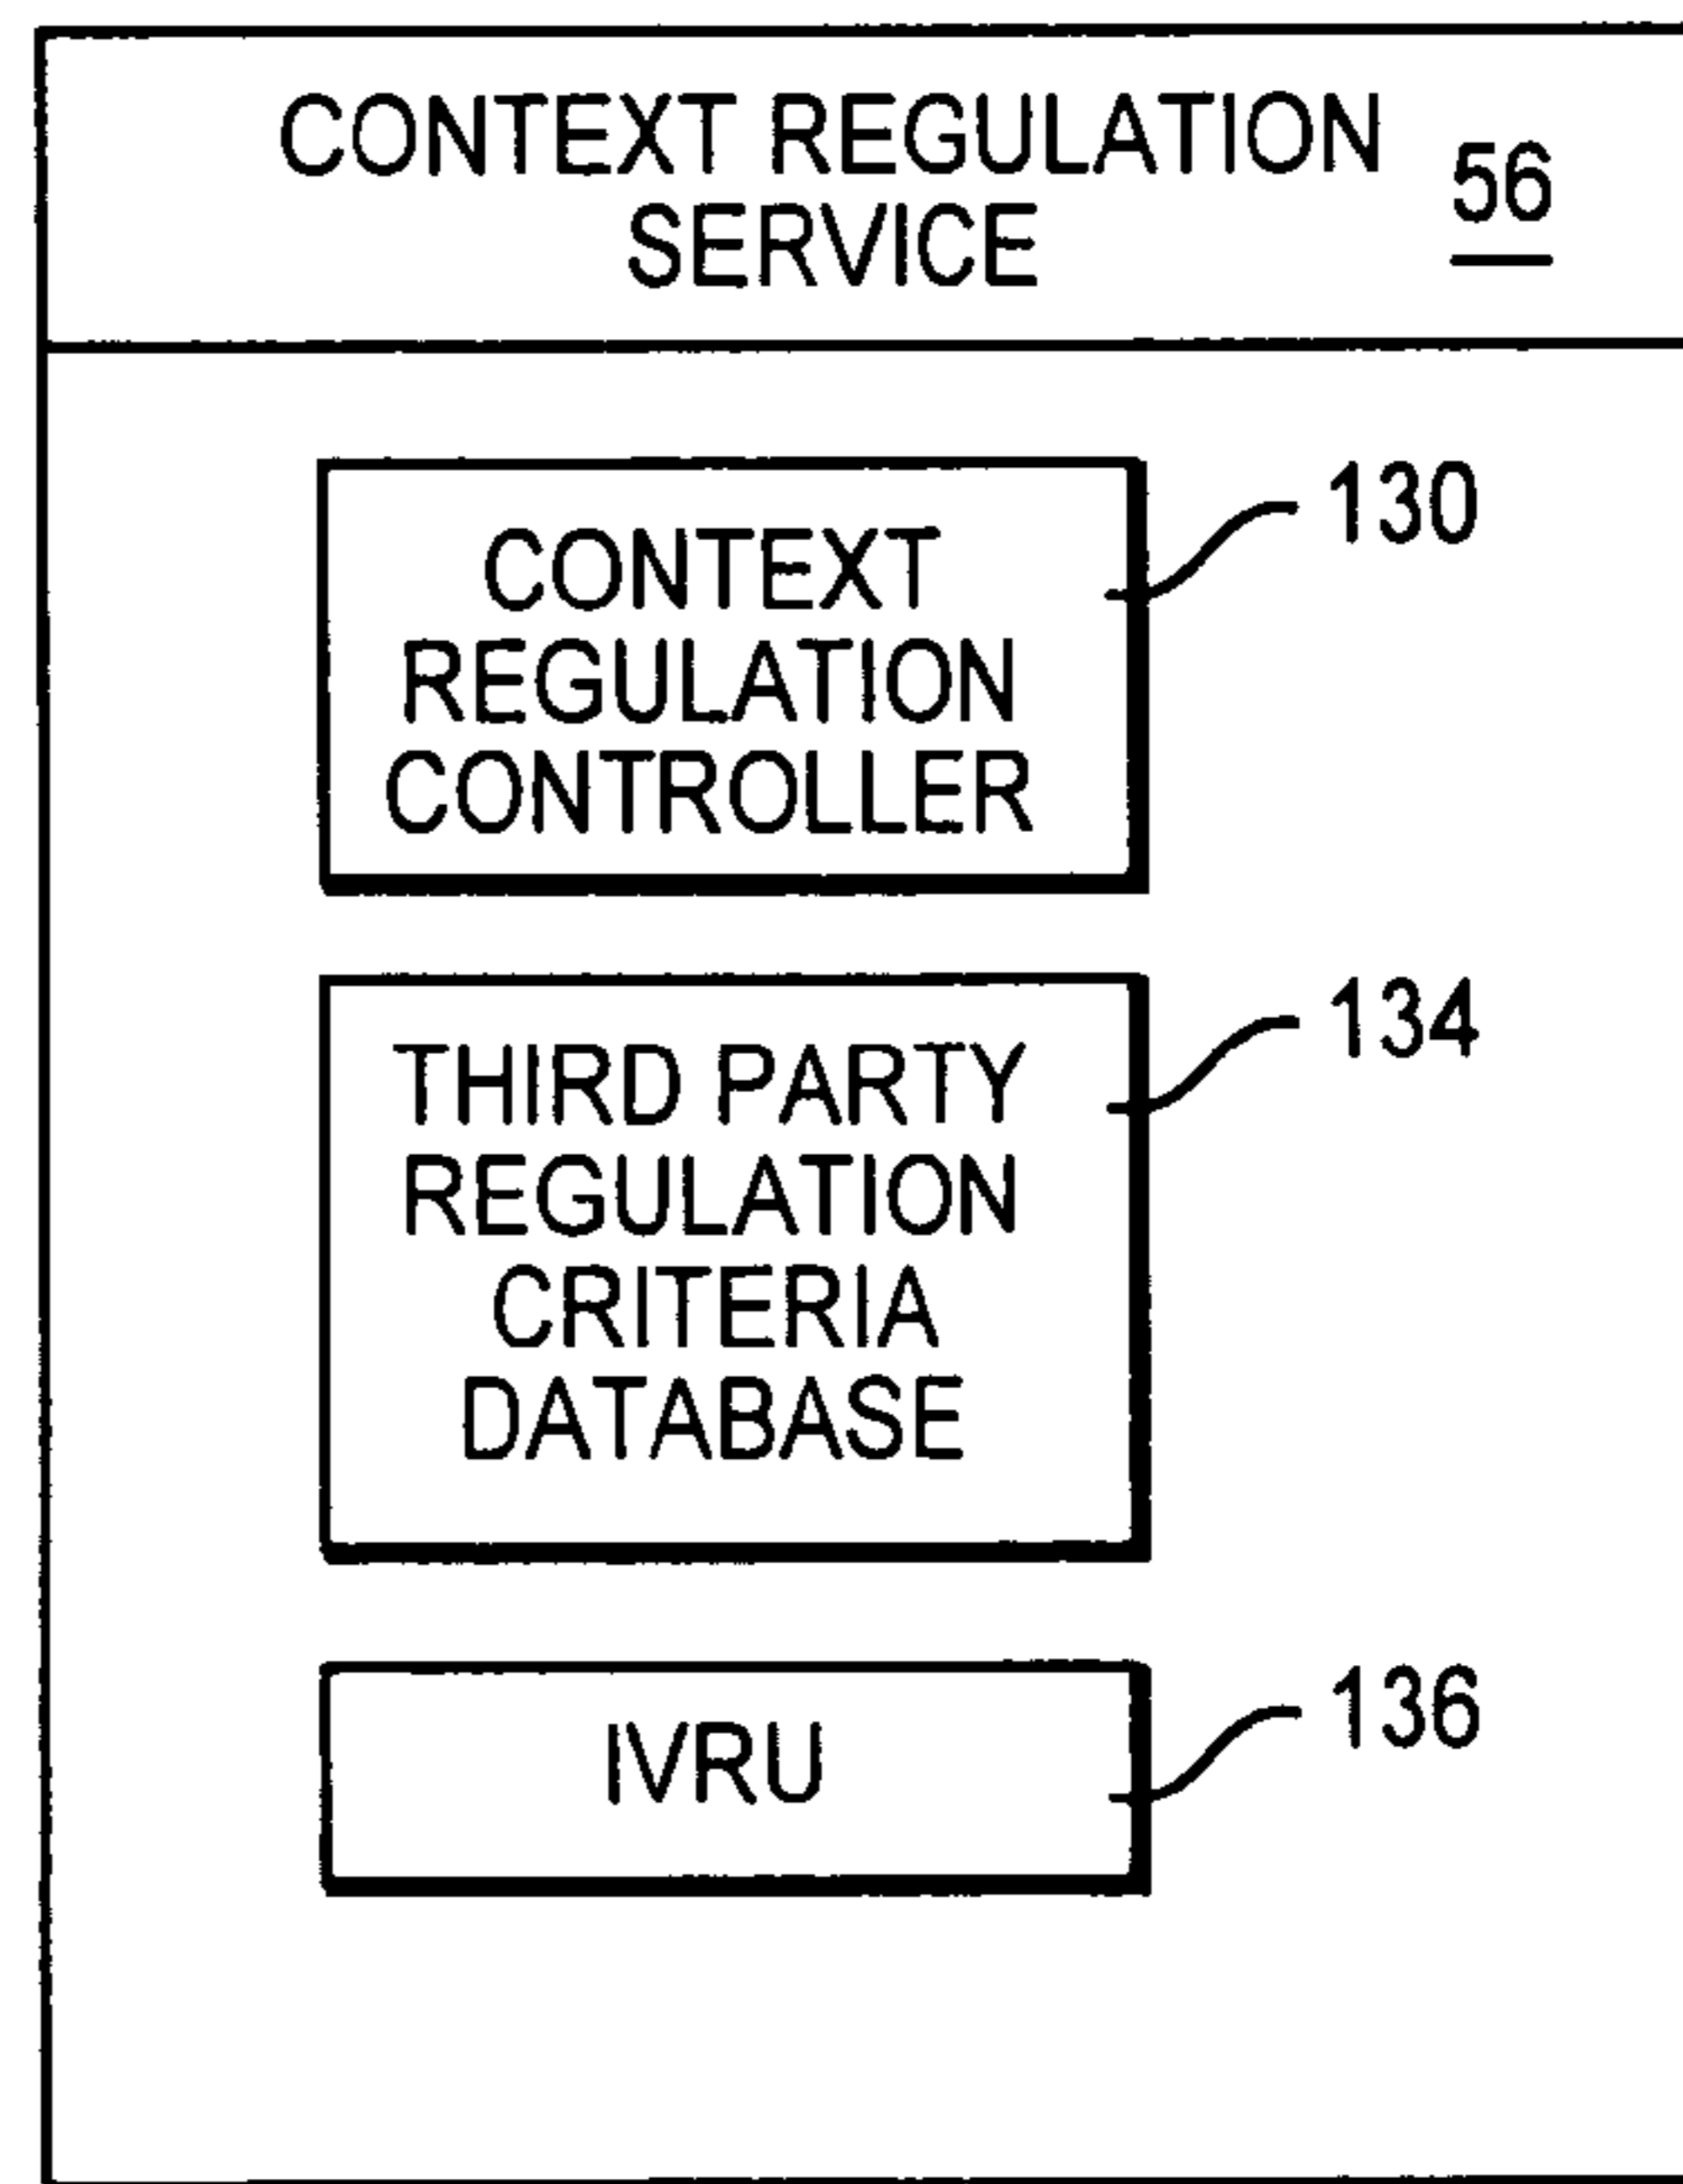 CONTEXT REGULATION
SERVICE
56
CONTEXT
REGULATION
CONTROLLER
130
THIRD PARTY
REGULATION
CRITERIA
DATABASE
134
IVRU
136